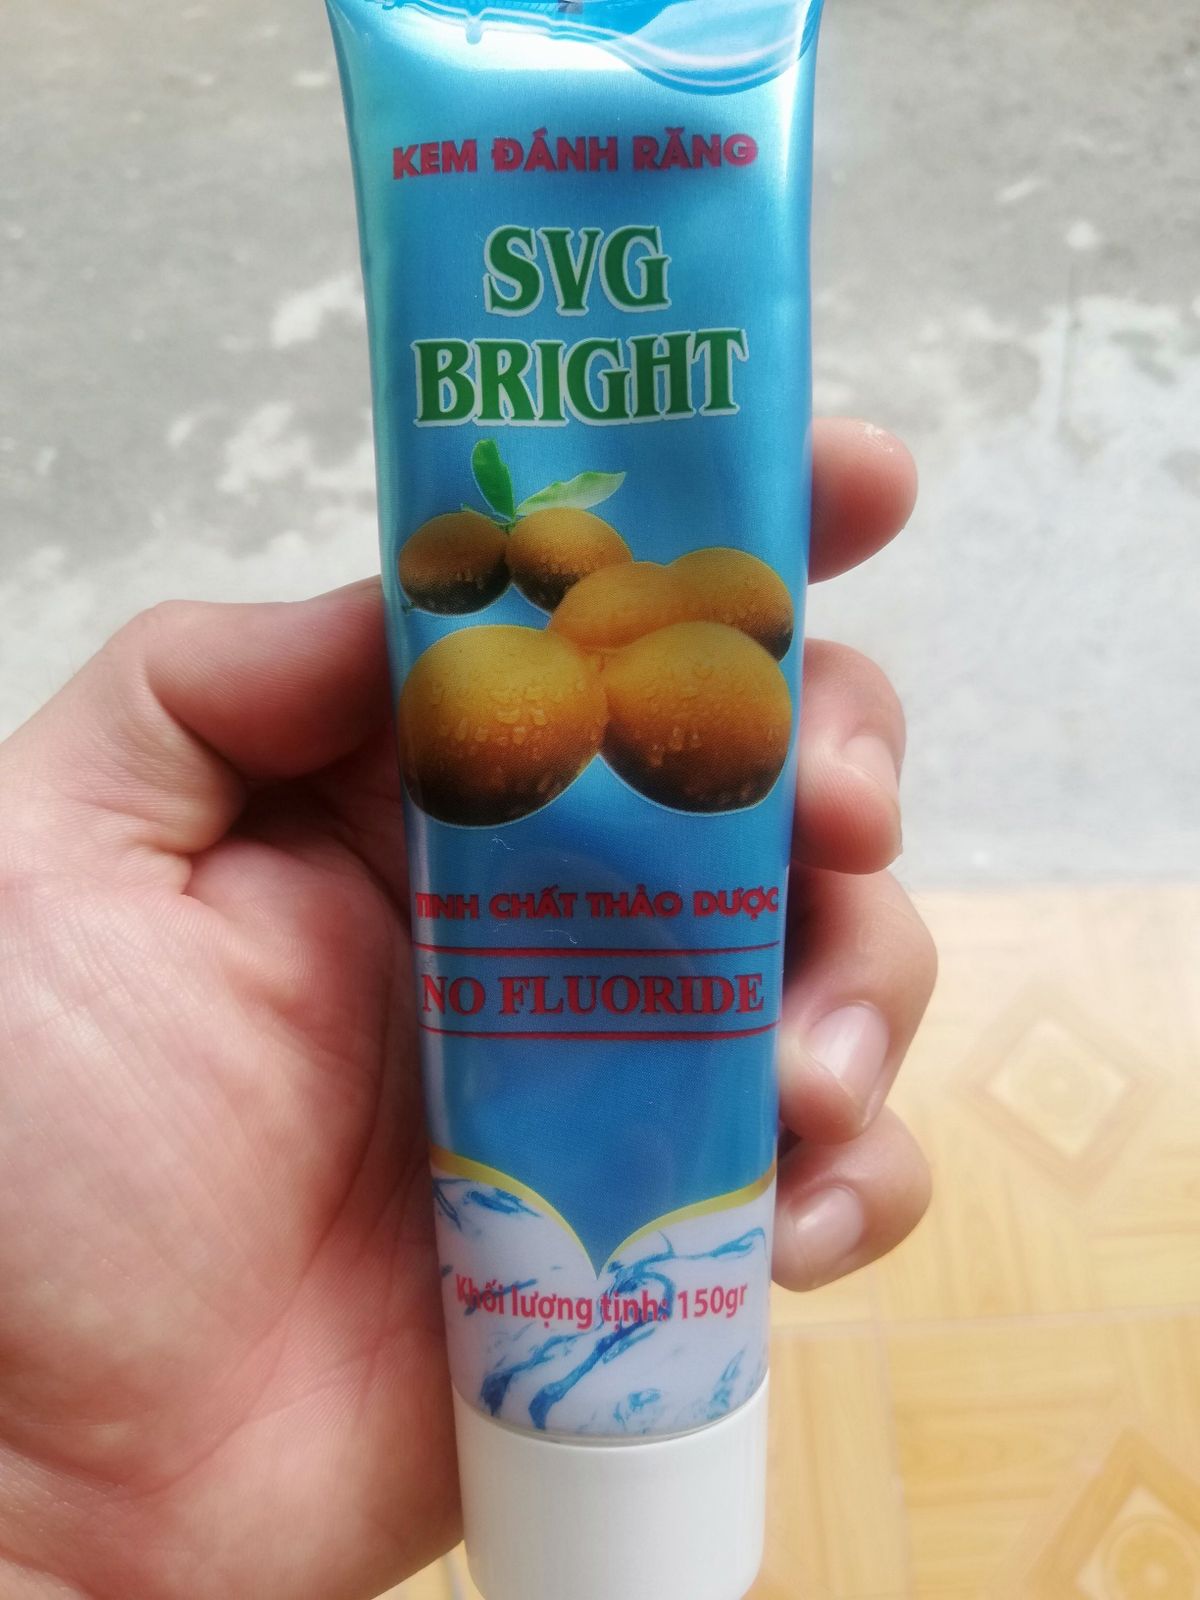 KEM ĐÁNH RĂNG
SVG
BRIGHT
TINH CHẤT THẢO DƯỢC
NO FLUORIDE
Khối lượng tịnh: 150gr